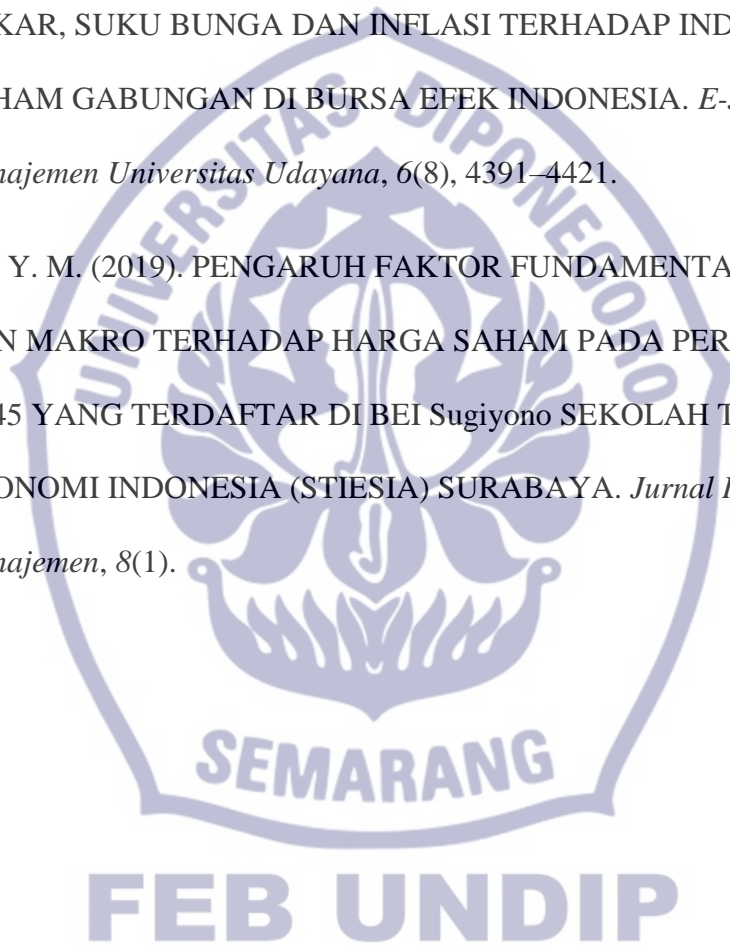 KAR, SUKU BUNGA DAN INFLASI TERHADAP IND
HAM GABUNGAN DI BURSA EFEK INDONESIA. E-J
najemen Universitas Udayana, 6(8), 4391–4421.
Y. M. (2019). PENGARUH FAKTOR FUNDAMENTA
N MAKRO TERHADAP HARGA SAHAM PADA PER
45 YANG TERDAFTAR DI BEI Sugiyono SEKOLAH T
ONOMI INDONESIA (STIESIA) SURABAYA. Jurnal I
najemen, 8(1).
UNIVERSITAS DIPONEGORO
SEMARANG
FEB UNDIP